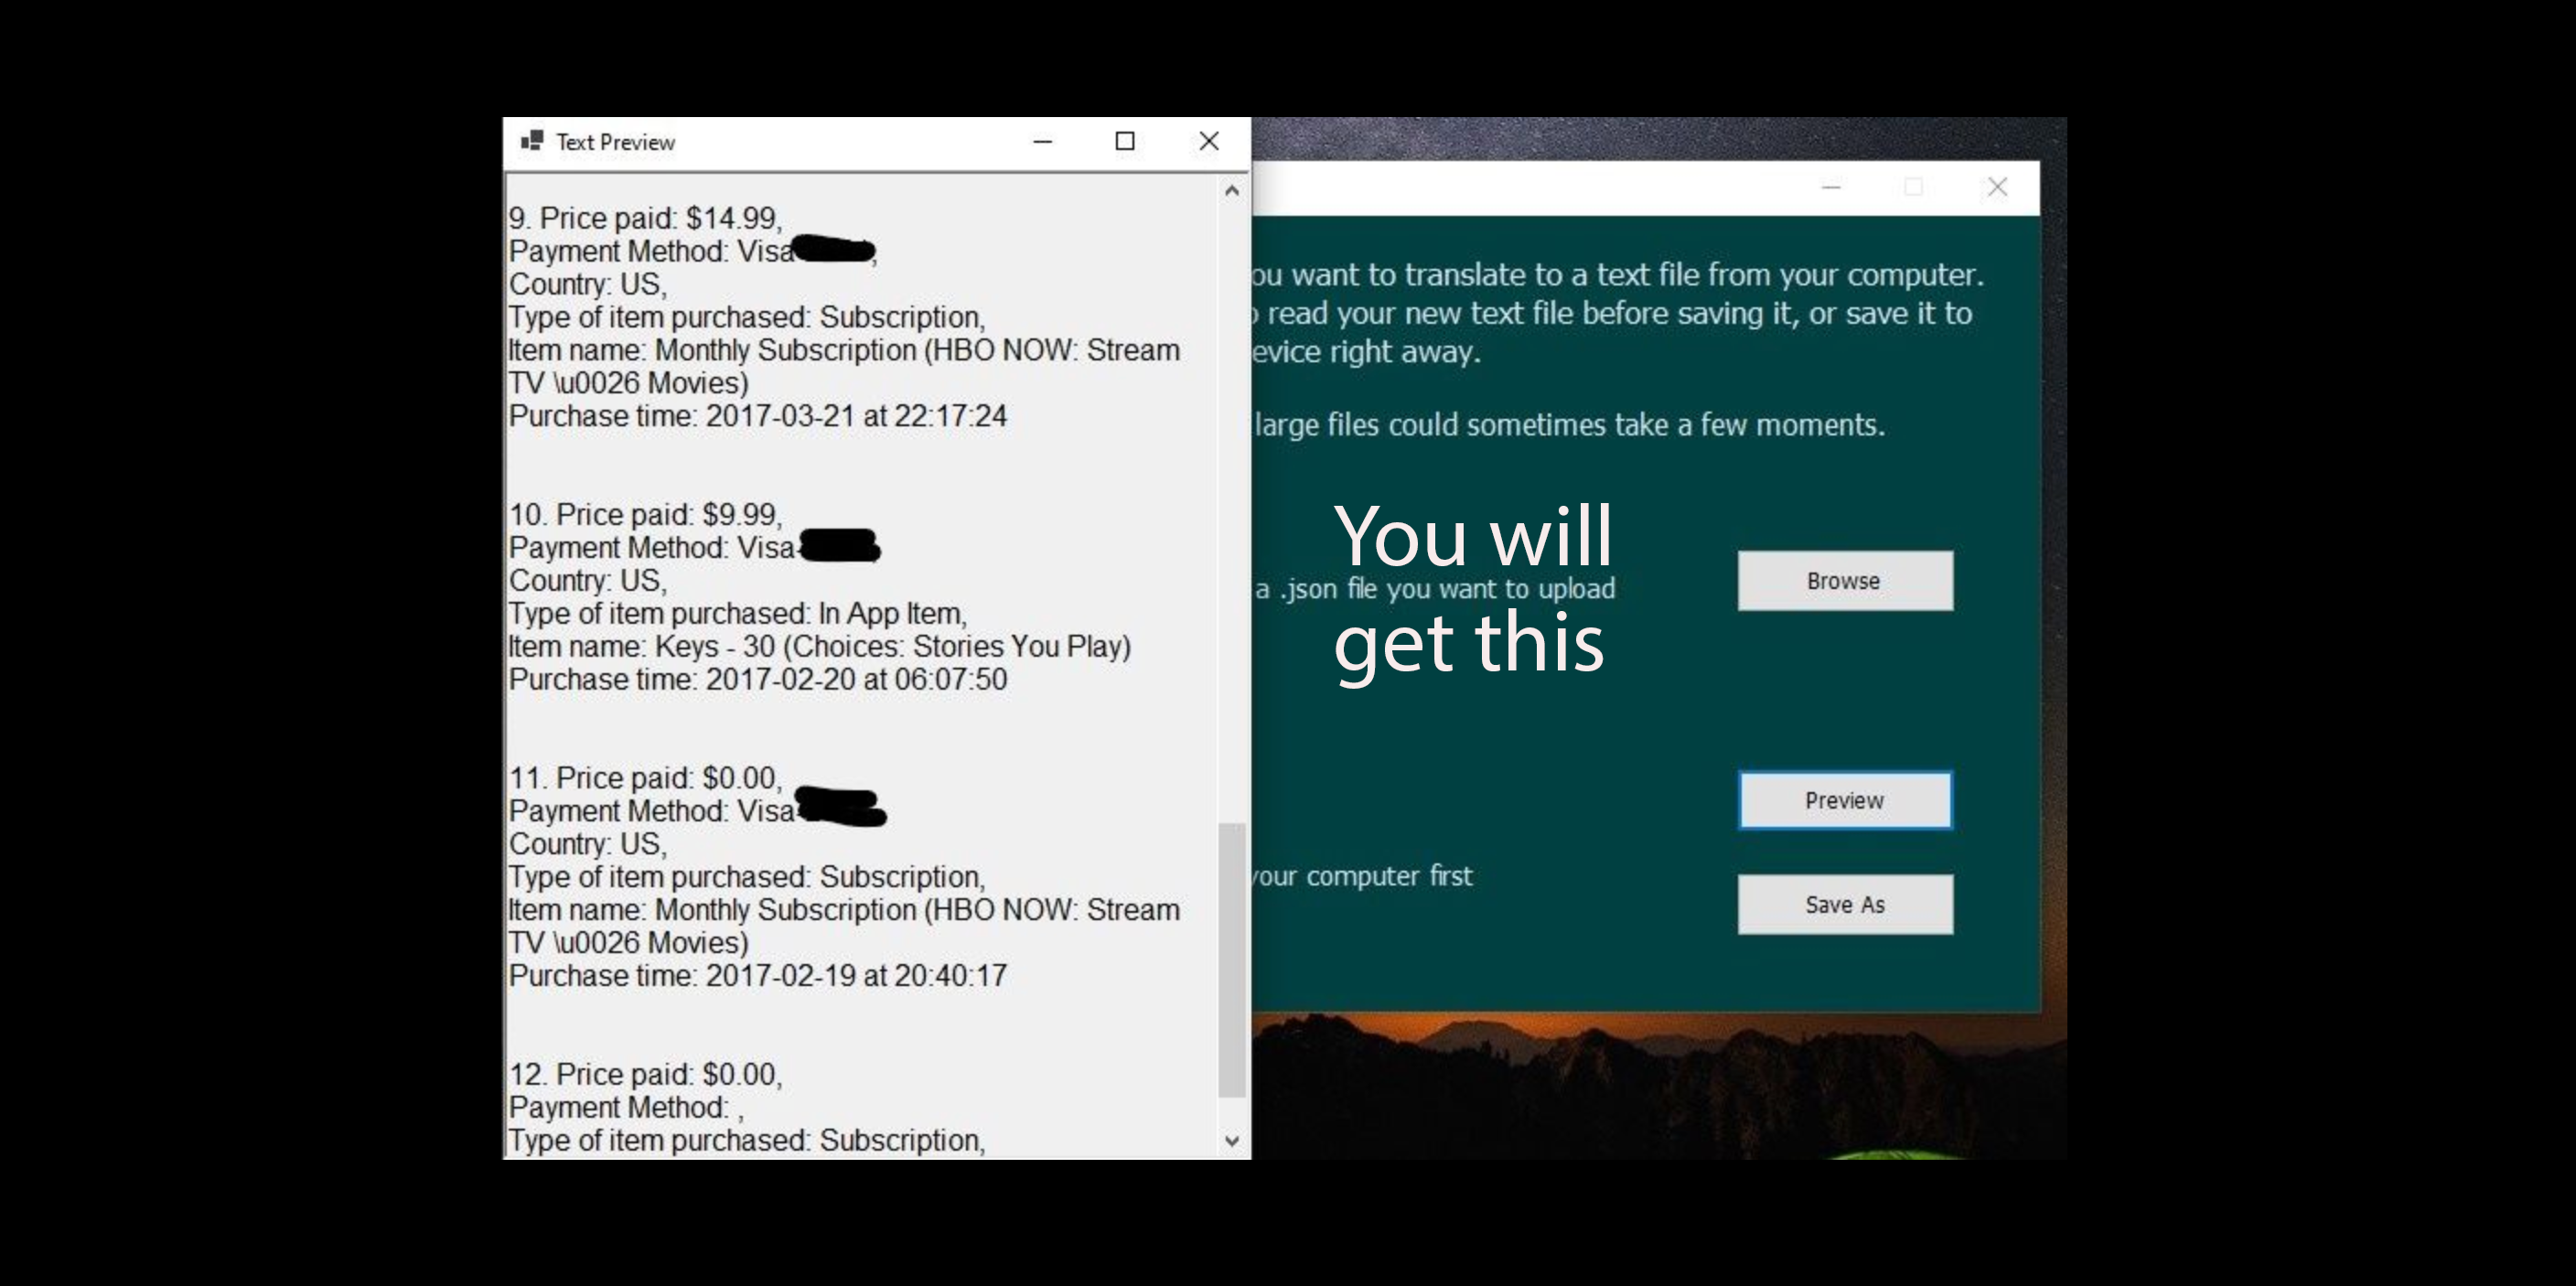 Text Preview
9. Price paid: $14.99,
Payment Method: Visa
Country: US,
Type of item purchased: Subscription,
Item name: Monthly Subscription (HBO NOW: Stream
TV \u0026 Movies)
Purchase time: 2017-03-21 at 22:17:24
10. Price paid: $9.99,
Payment Method: Visa
Country: US,
Type of item purchased: In App Item,
Item name: Keys - 30 (Choices: Stories You Play)
Purchase time: 2017-02-20 at 06:07:50
11. Price paid: $0.00,
Payment Method: Visa
Country: US,
Type of item purchased: Subscription,
Item name: Monthly Subscription (HBO NOW: Stream
TV \u0026 Movies)
Purchase time: 2017-02-19 at 20:40:17
12. Price paid: $0.00,
Payment Method: ,
Type of item purchased: Subscription,
ou want to translate to a text file from your computer.
read your new text file before saving it, or save it to
evice right away.
large files could sometimes take a few moments.
You will
a .json file you want to upload
get this
Browse
Preview
your computer first
Save As